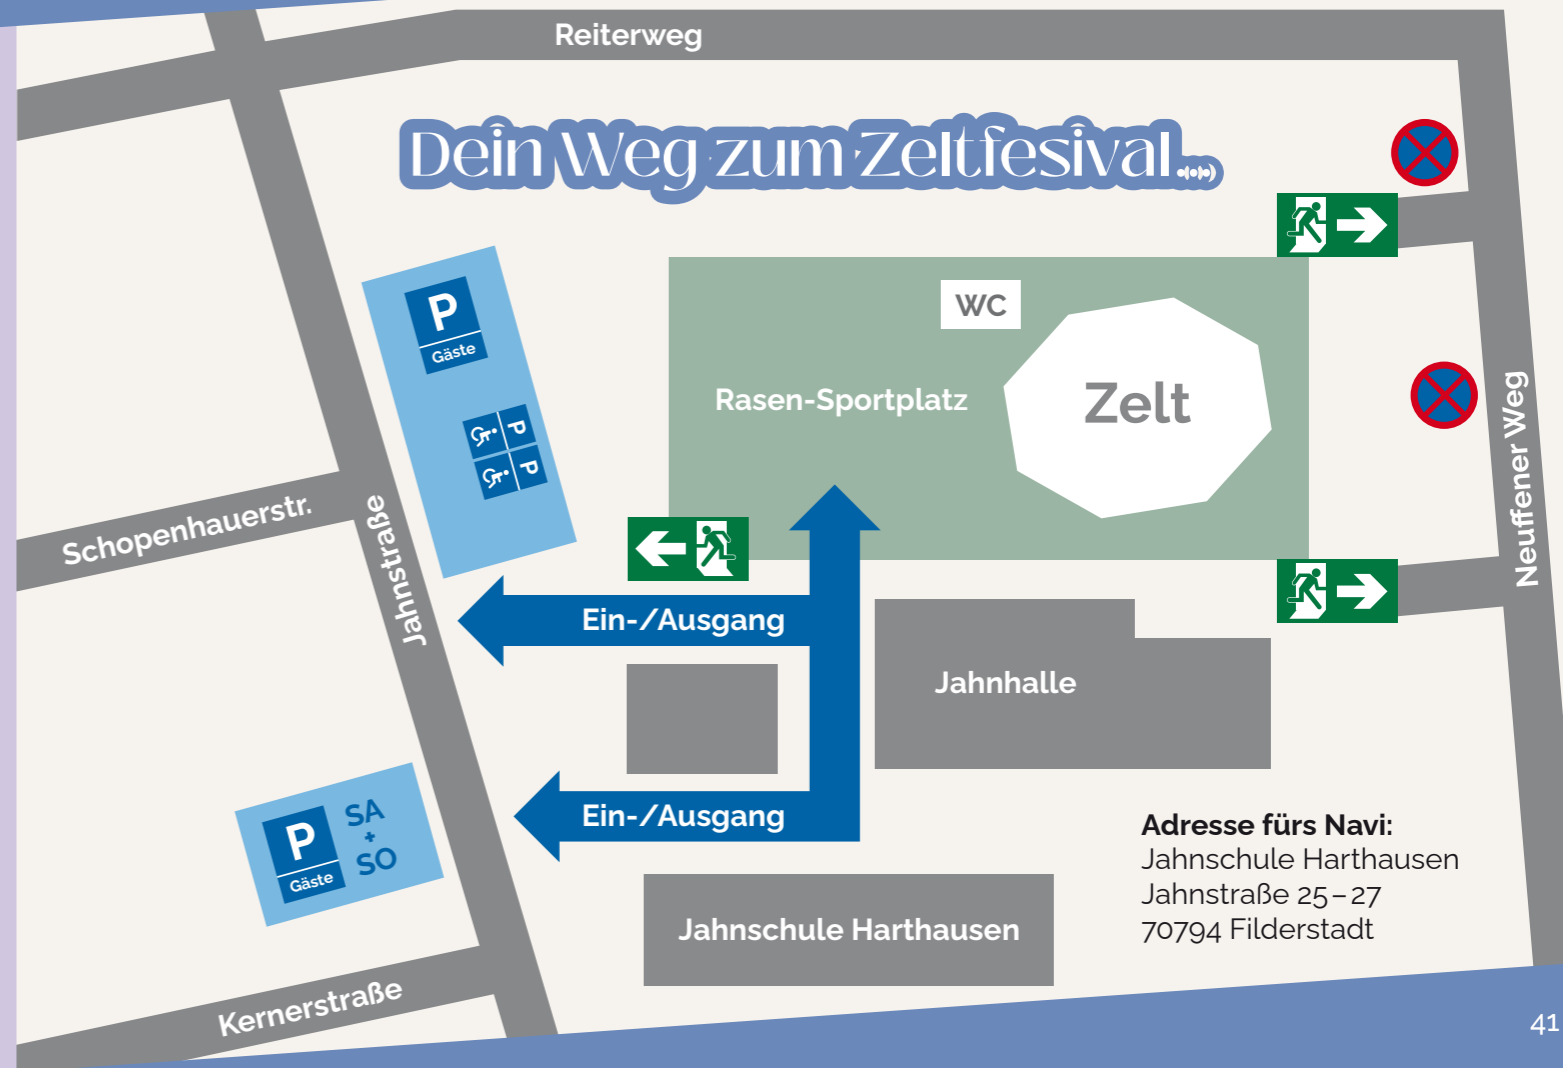 Reiterweg
Dein Weg zum Zeltfesival...
P
Gäste
WC
Rasen-Sportplatz
Zelt
P
P
Neuffener Weg
Schopenhauerstr.
Jahnstraße
Ein-/Ausgang
Jahnhalle
Ein-/Ausgang
P
Gäste
SA
+
SO
Adresse fürs Navi:
Jahnschule Harthausen
Jahnstraße 25–27
70794 Filderstadt
Jahnschule Harthausen
Kernerstraße
41